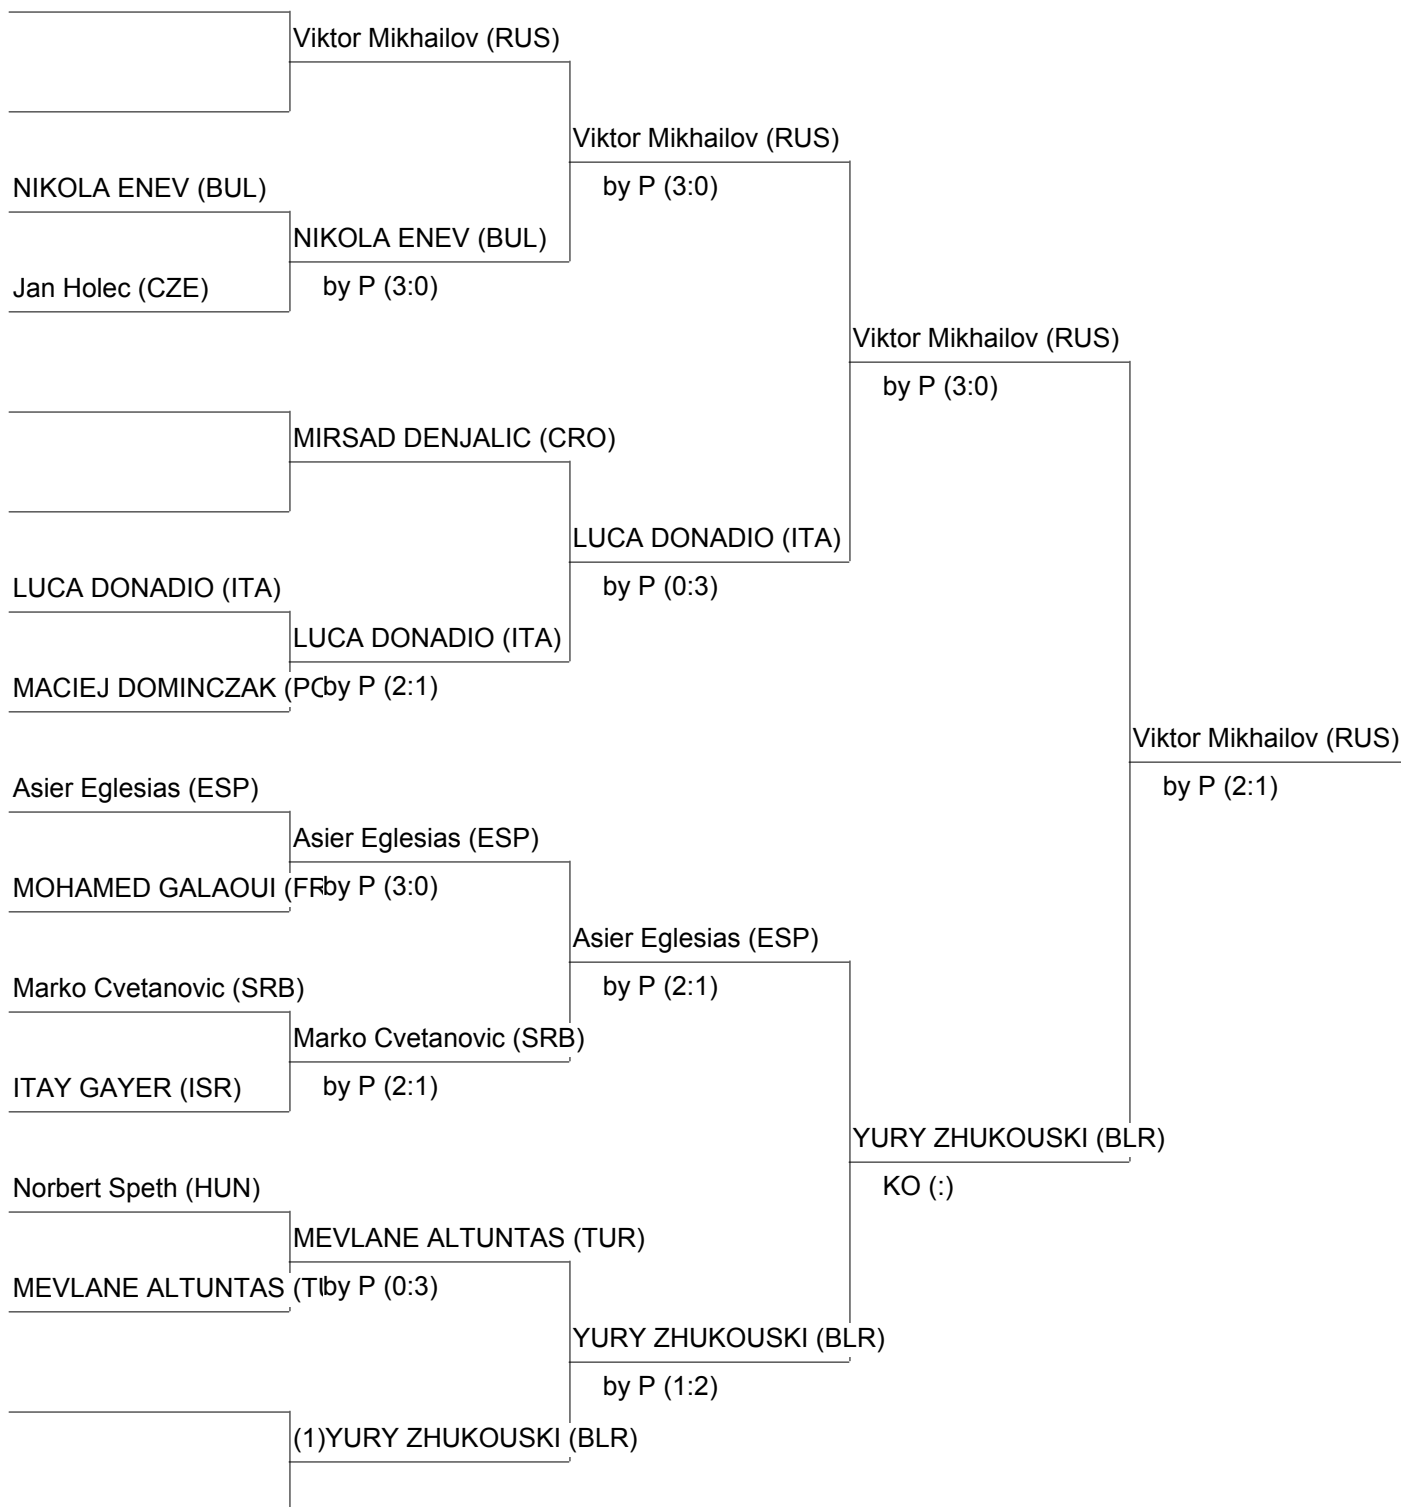 Viktor Mikhailov (RUS)
Viktor Mikhailov (RUS)
NIKOLA ENEV (BUL)
by P (3:0)
NIKOLA ENEV (BUL)
Jan Holec (CZE)
by P (3:0)
Viktor Mikhailov (RUS)
by P (3:0)
MIRSAD DENJALIC (CRO)
LUCA DONADIO (ITA)
LUCA DONADIO (ITA)
by P (0:3)
LUCA DONADIO (ITA)
MACIEJ DOMINCZAK (PO
by P (2:1)
Viktor Mikhailov (RUS)
Asier Eglesias (ESP)
by P (2:1)
Asier Eglesias (ESP)
MOHAMED GALAOUI (FR
by P (3:0)
Asier Eglesias (ESP)
Marko Cvetanovic (SRB)
by P (2:1)
Marko Cvetanovic (SRB)
ITAY GAYER (ISR)
by P (2:1)
YURY ZHUKOUSKI (BLR)
Norbert Speth (HUN)
KO (:)
MEVLANE ALTUNTAS (TUR)
MEVLANE ALTUNTAS (TU
by P (0:3)
YURY ZHUKOUSKI (BLR)
by P (1:2)
(1)YURY ZHUKOUSKI (BLR)